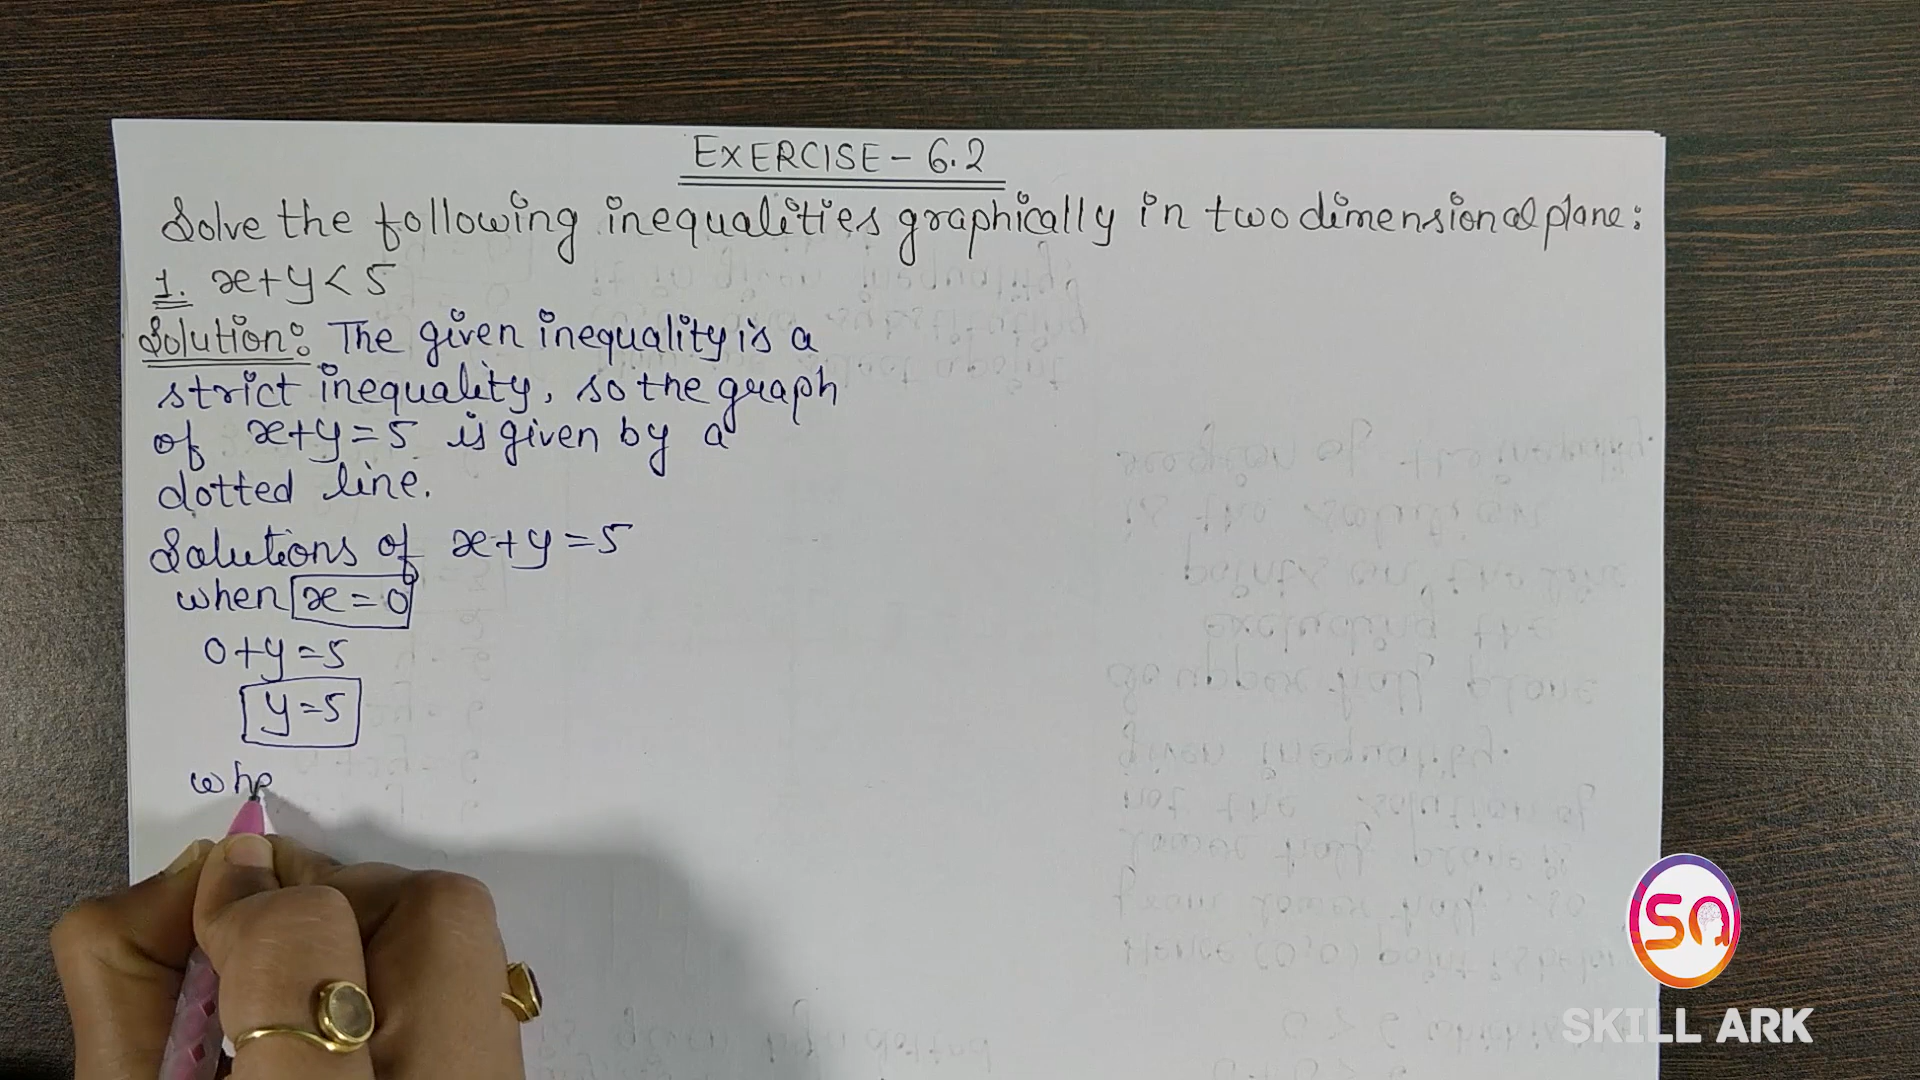 EXERCISE - 6.2
Solve the following inequalities graphically in two dimensional plane:
1. x+y < 5
Solution: The given inequality is a
strict inequality, so the graph
of x+y=5 is given by a
dotted line.
Solutions of x+y=5
when x=0
0+y=5
y=5
whe
SA
SKILL ARK